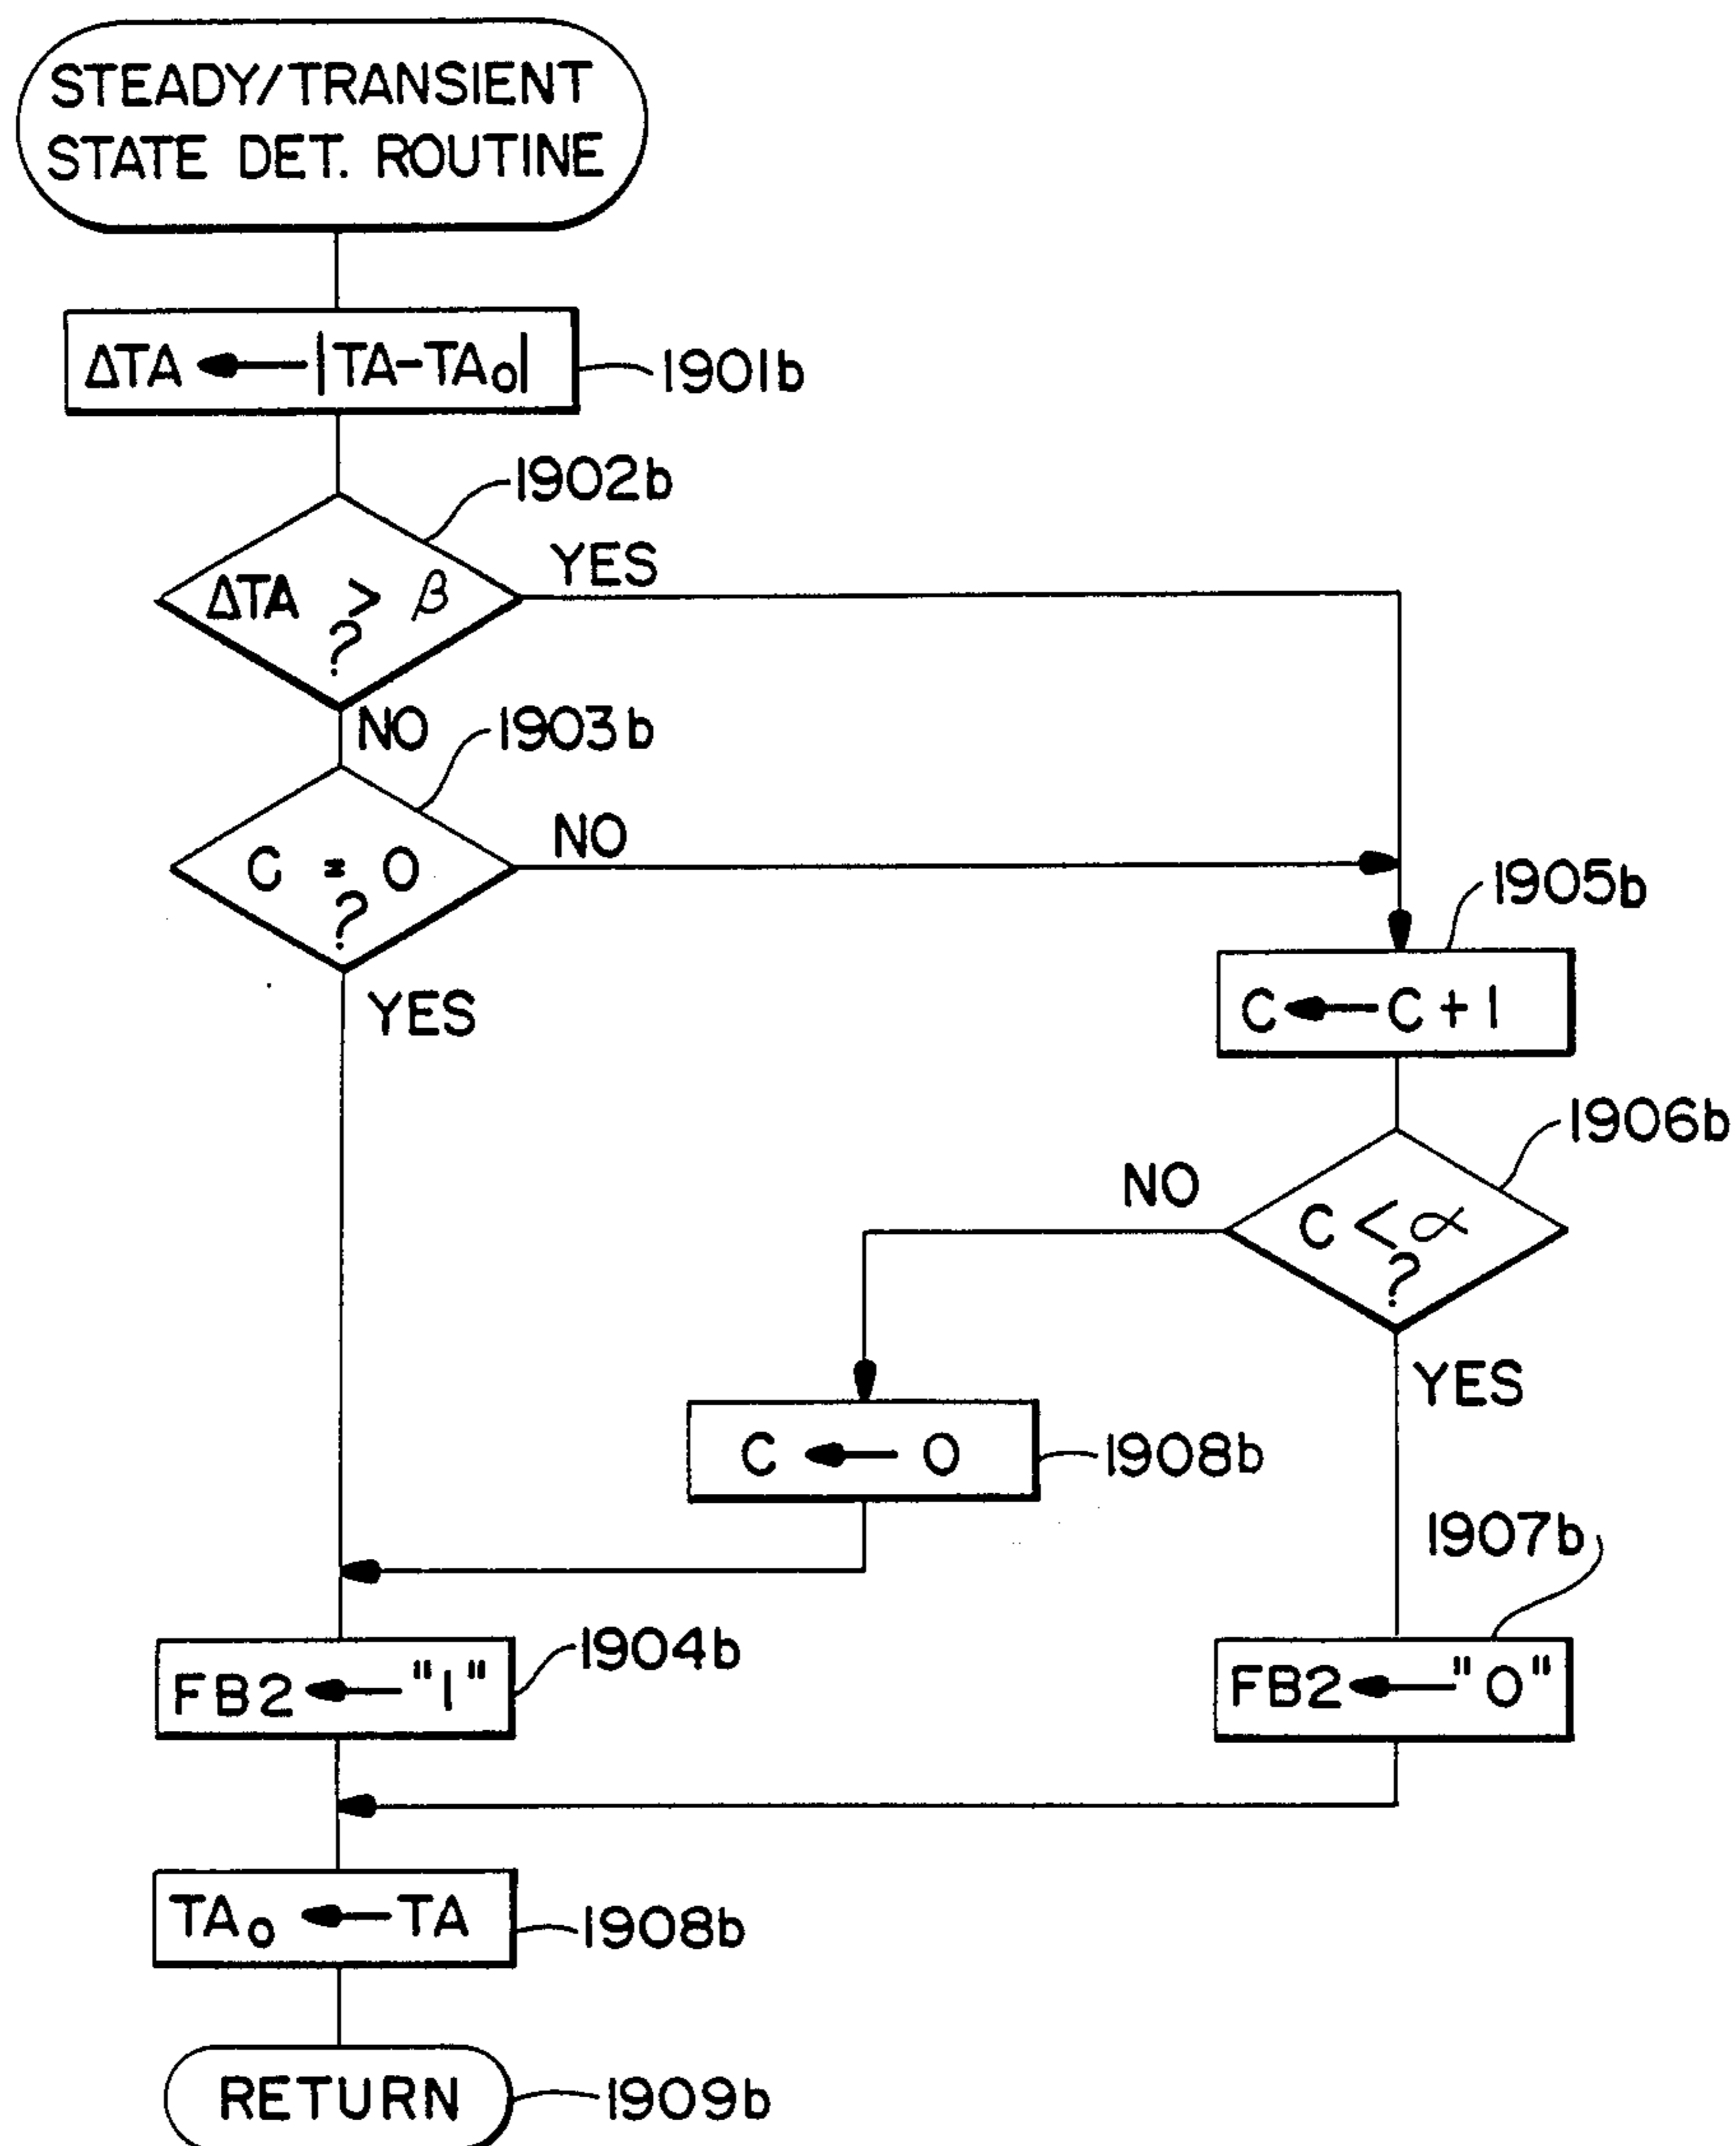 STEADY/TRANSIENT
STATE DET. ROUTINE
ΔTA ← |TA-TA₀|
1901b
1902b
ΔTA > β
?
YES
NO
1903b
C = 0
?
NO
YES
1905b
C ← C + 1
1906b
C < α
?
NO
YES
C ← 0
1908b
1907b
FB2 ← "1"
1904b
FB2 ← "0"
TA₀ ← TA
1908b
RETURN
1909b